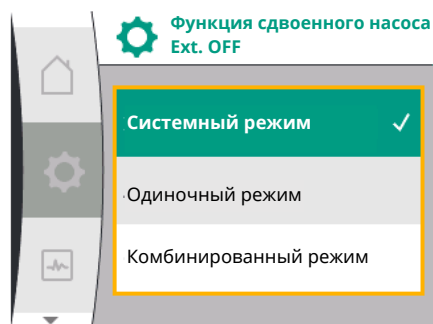 Функция сдвоенного насоса
Ext. OFF
Системный режим
Одиночный режим
Комбинированный режим